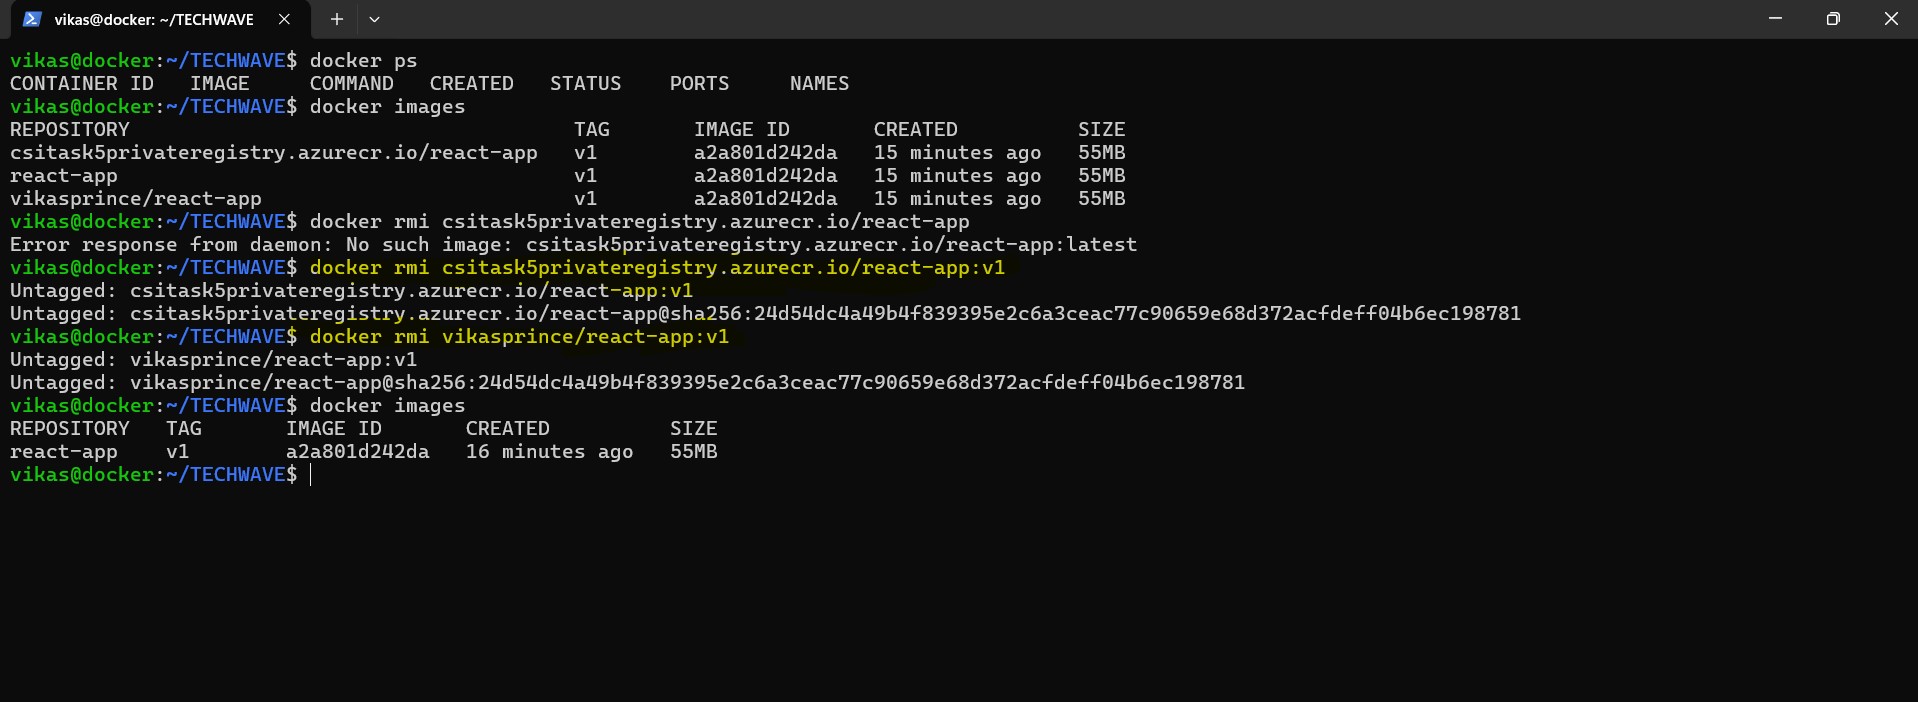 vikas@docker: ~/TECHWAVE
vikas@docker:~/TECHWAVE$ docker ps
CONTAINER ID   IMAGE     COMMAND   CREATED   STATUS    PORTS     NAMES
vikas@docker:~/TECHWAVE$ docker images
REPOSITORY                                     TAG       IMAGE ID       CREATED          SIZE
csitask5privateregistry.azurecr.io/react-app   v1        a2a801d242da   15 minutes ago   55MB
react-app                                      v1        a2a801d242da   15 minutes ago   55MB
vikasprince/react-app                          v1        a2a801d242da   15 minutes ago   55MB
vikas@docker:~/TECHWAVE$ docker rmi csitask5privateregistry.azurecr.io/react-app
Error response from daemon: No such image: csitask5privateregistry.azurecr.io/react-app:latest
vikas@docker:~/TECHWAVE$ docker rmi csitask5privateregistry.azurecr.io/react-app:v1
Untagged: csitask5privateregistry.azurecr.io/react-app:v1
Untagged: csitask5privateregistry.azurecr.io/react-app@sha256:24d54dc4a49b4f839395e2c6a3ceac77c90659e68d372acfdeff04b6ec198781
vikas@docker:~/TECHWAVE$ docker rmi vikasprince/react-app:v1
Untagged: vikasprince/react-app:v1
Untagged: vikasprince/react-app@sha256:24d54dc4a49b4f839395e2c6a3ceac77c90659e68d372acfdeff04b6ec198781
vikas@docker:~/TECHWAVE$ docker images
REPOSITORY   TAG       IMAGE ID       CREATED          SIZE
react-app    v1        a2a801d242da   16 minutes ago   55MB
vikas@docker:~/TECHWAVE$